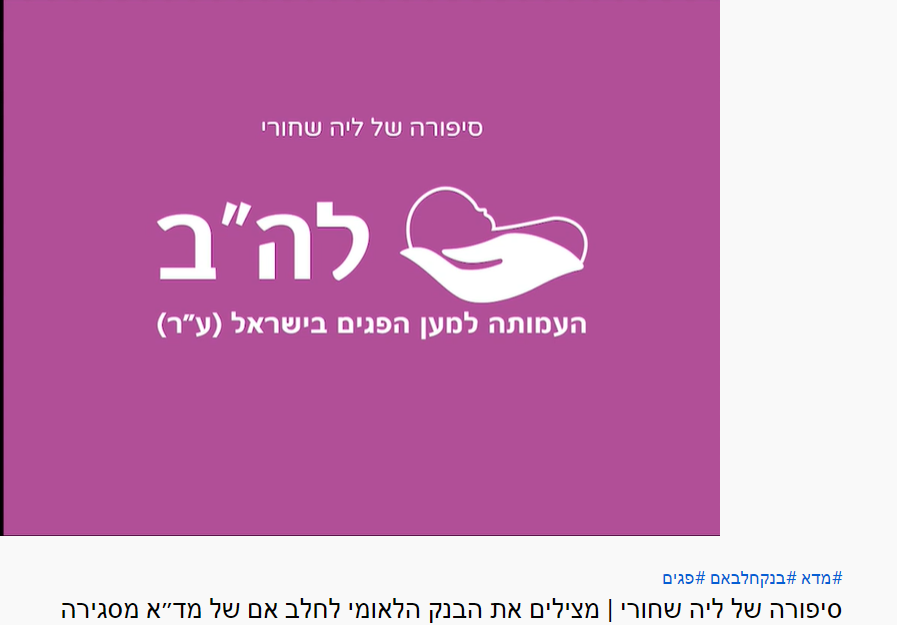 סיפורה של ליה שחורי
לה״ב
העמותה למען הפגים בישראל (ע״ר)
#מדא #בנקחלבאם #פגים
סיפורה של ליה שחורי | מצילים את הבנק הלאומי לחלב אם של מד״א מסגירה